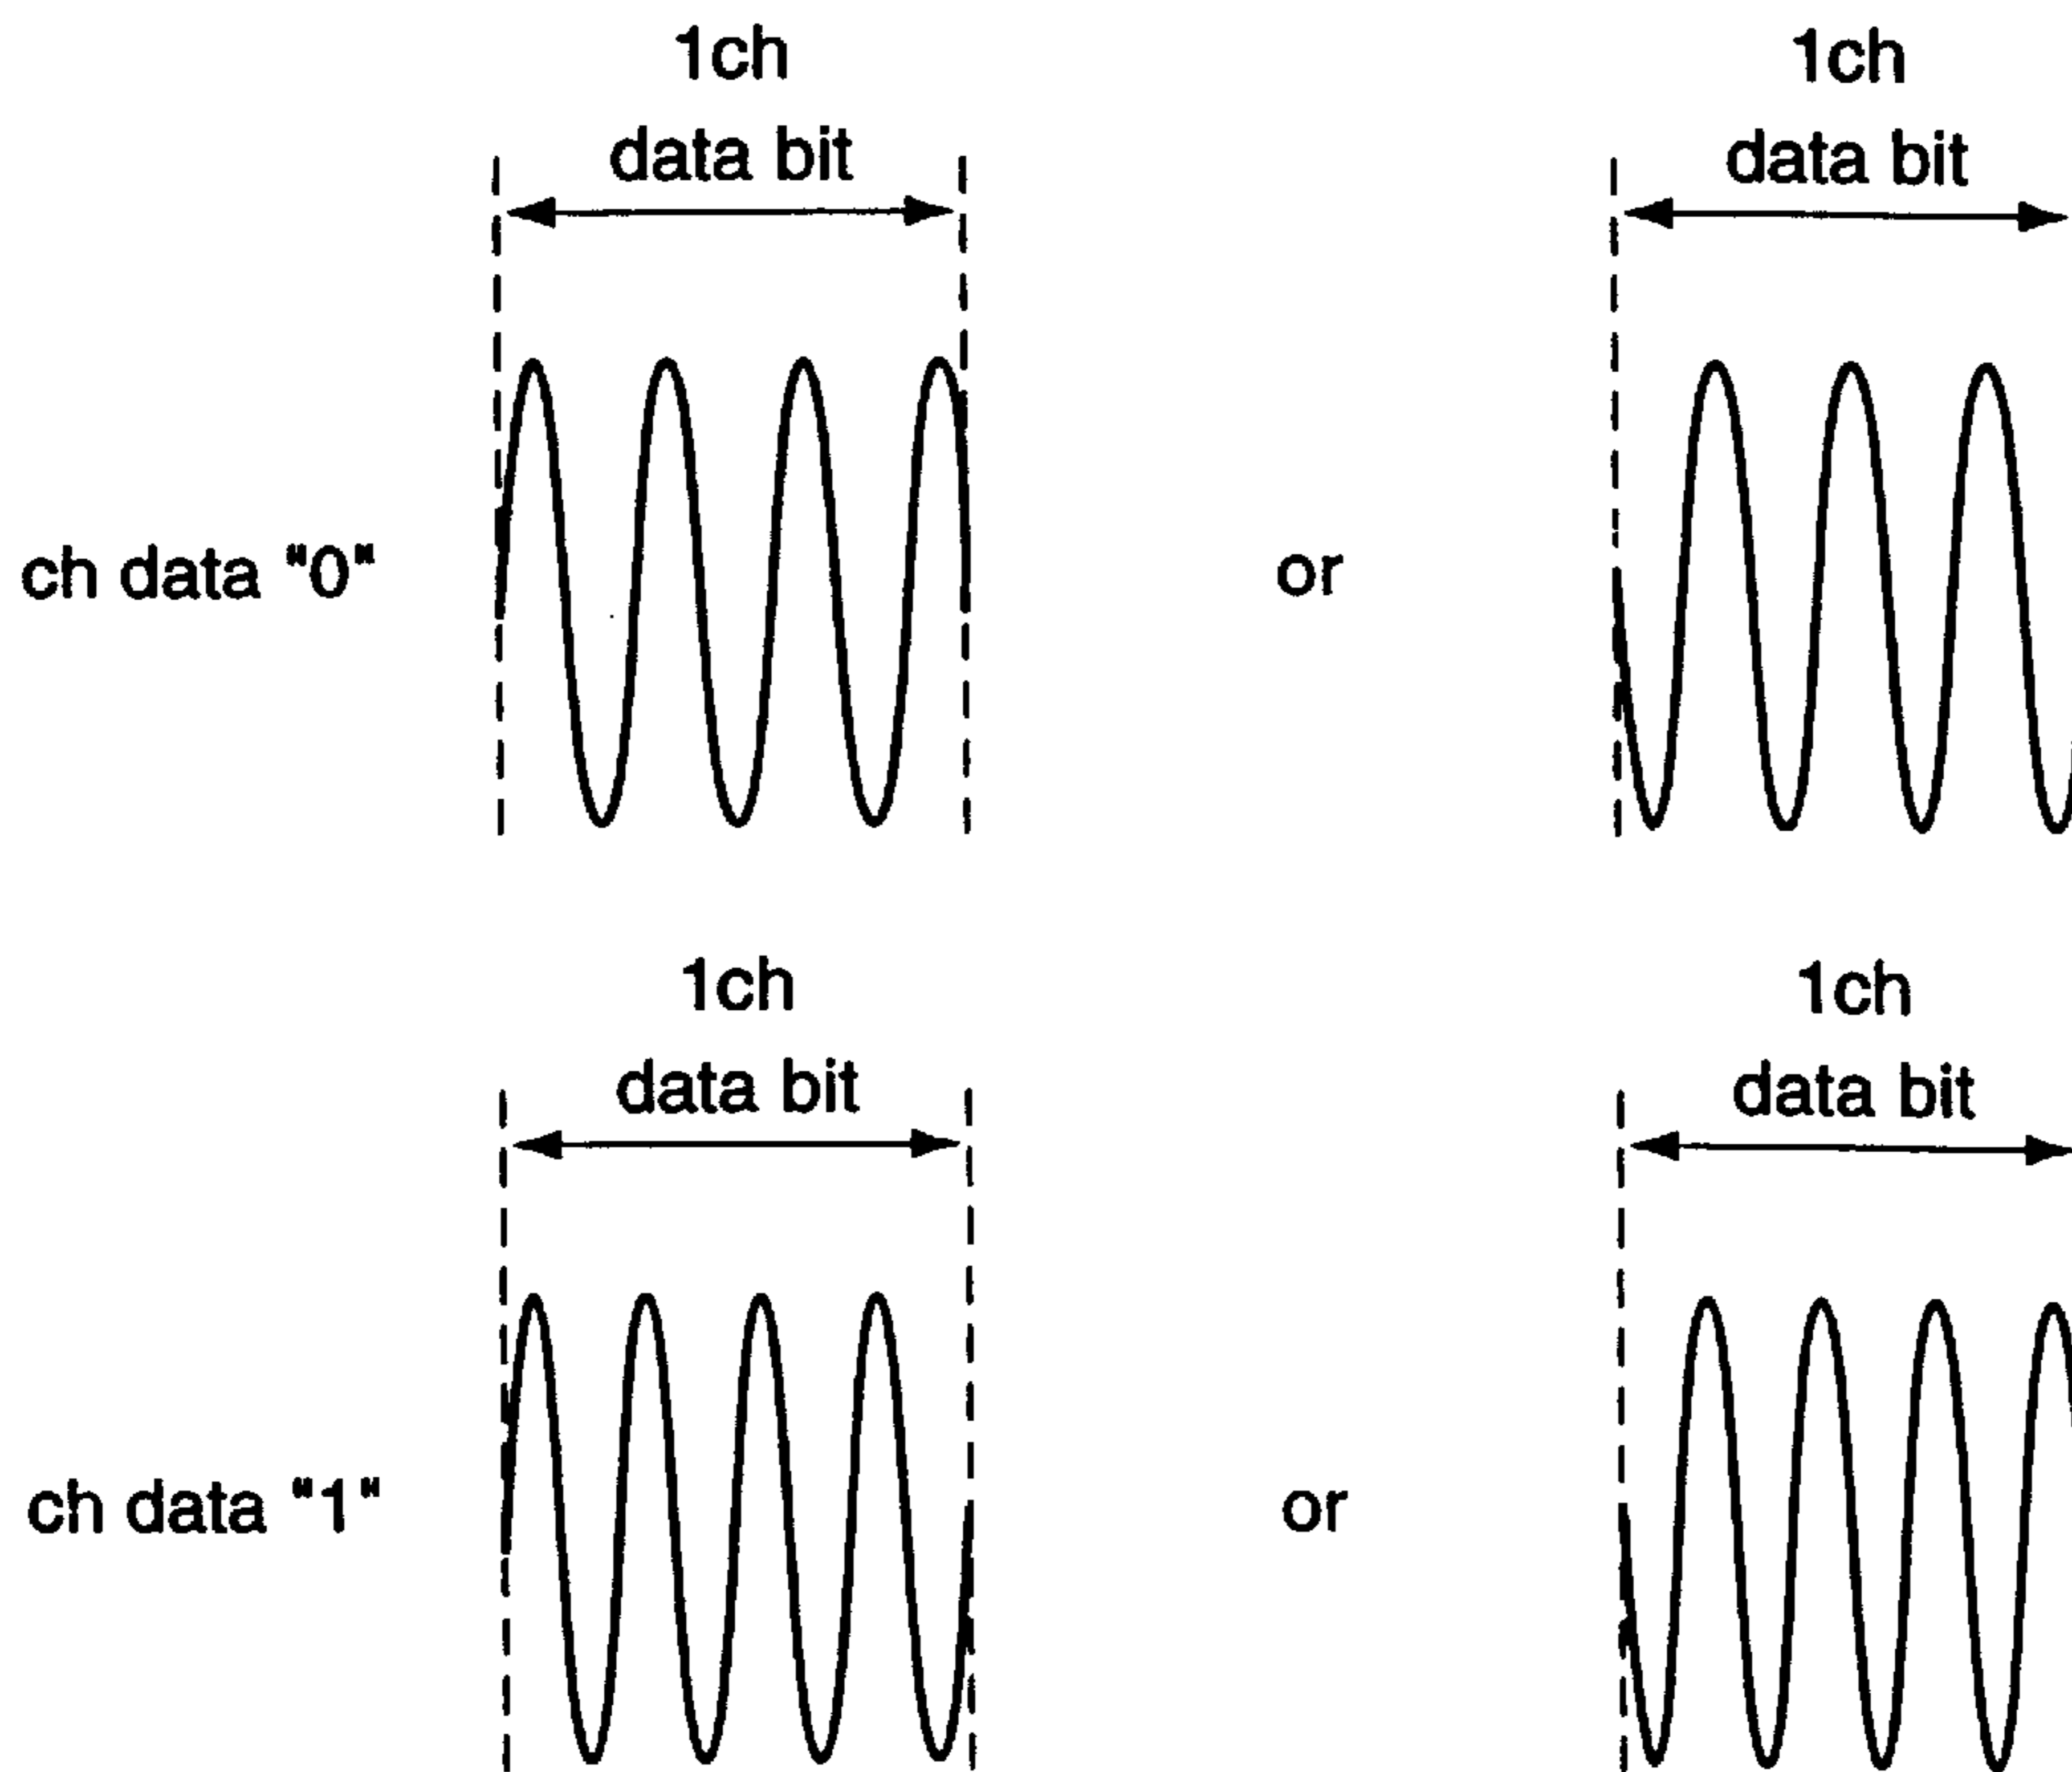 1ch
data bit
1ch
data bit
ch data "0"
or
1ch
data bit
1ch
data bit
ch data "1"
or